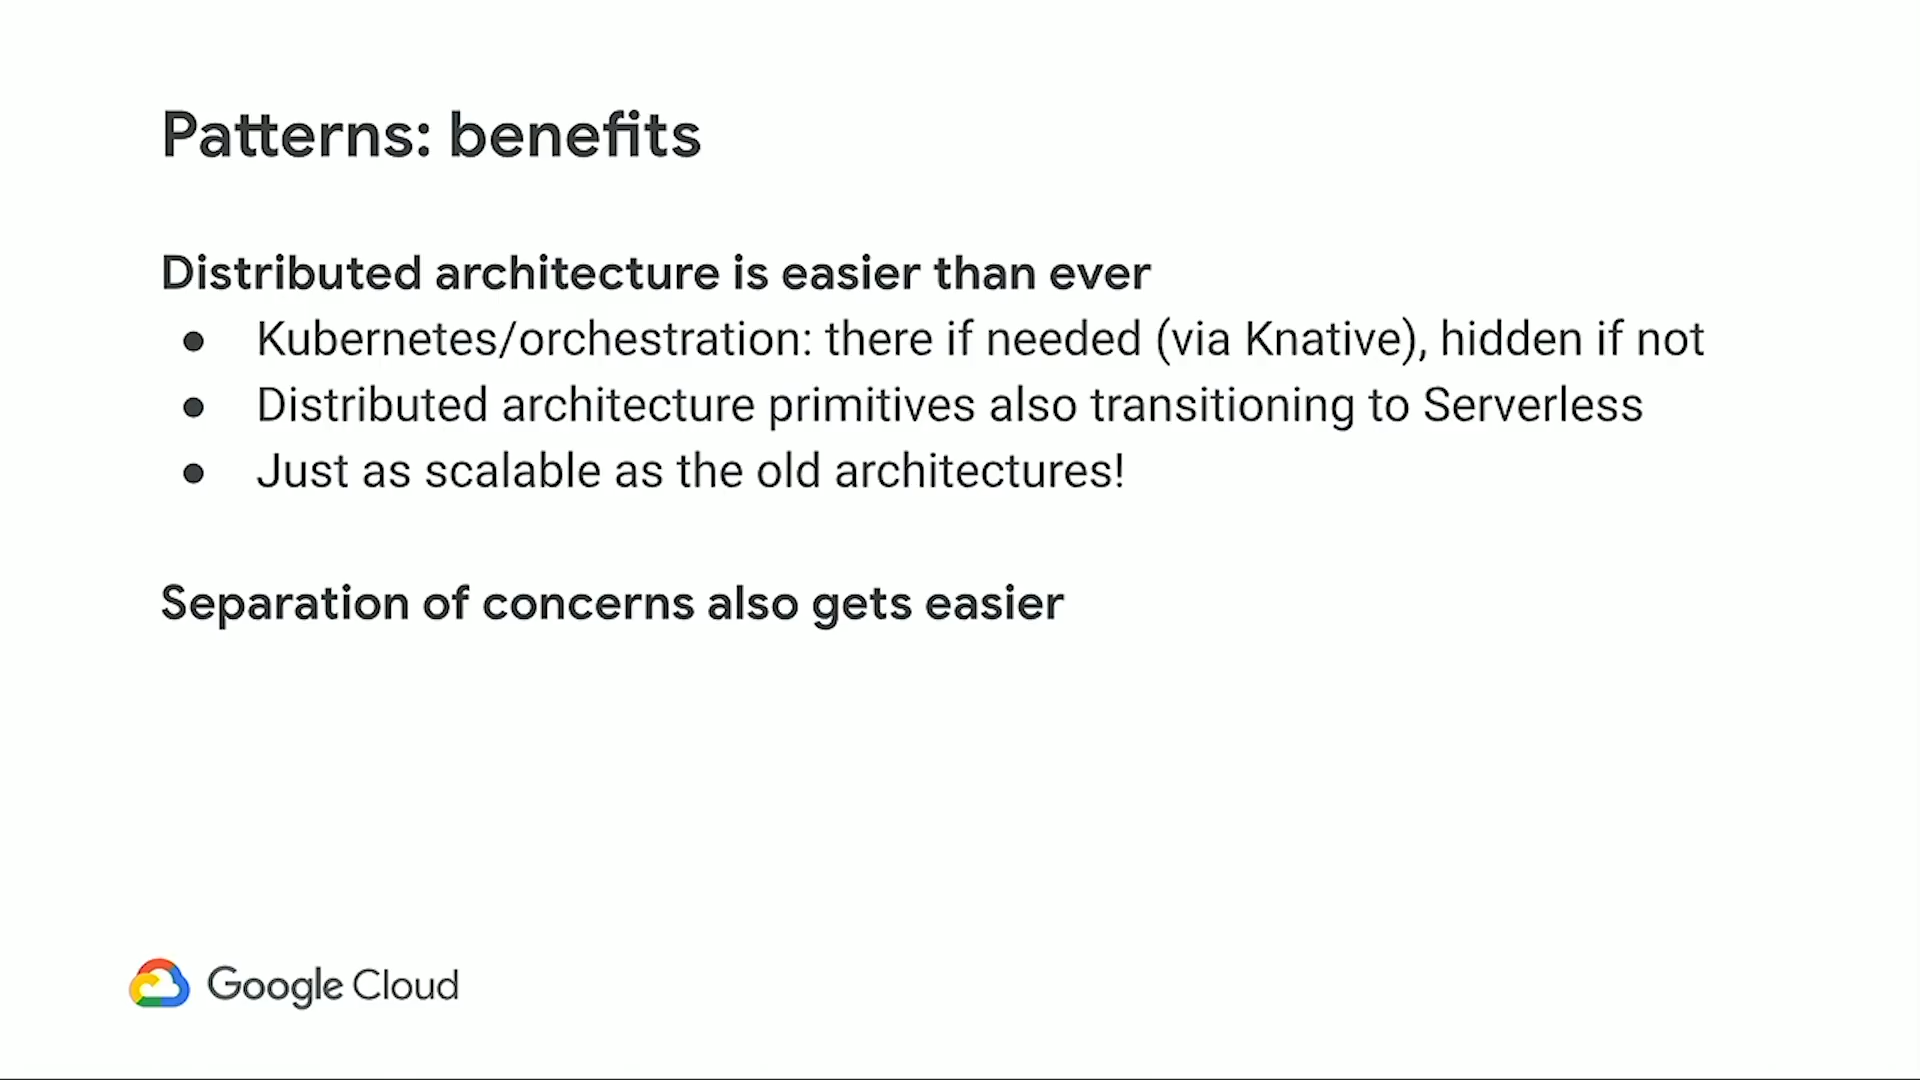 Patterns: benefits
Distributed architecture is easier than ever
● Kubernetes/orchestration: there if needed (via Knative), hidden if not
● Distributed architecture primitives also transitioning to Serverless
● Just as scalable as the old architectures!
Separation of concerns also gets easier
Google Cloud